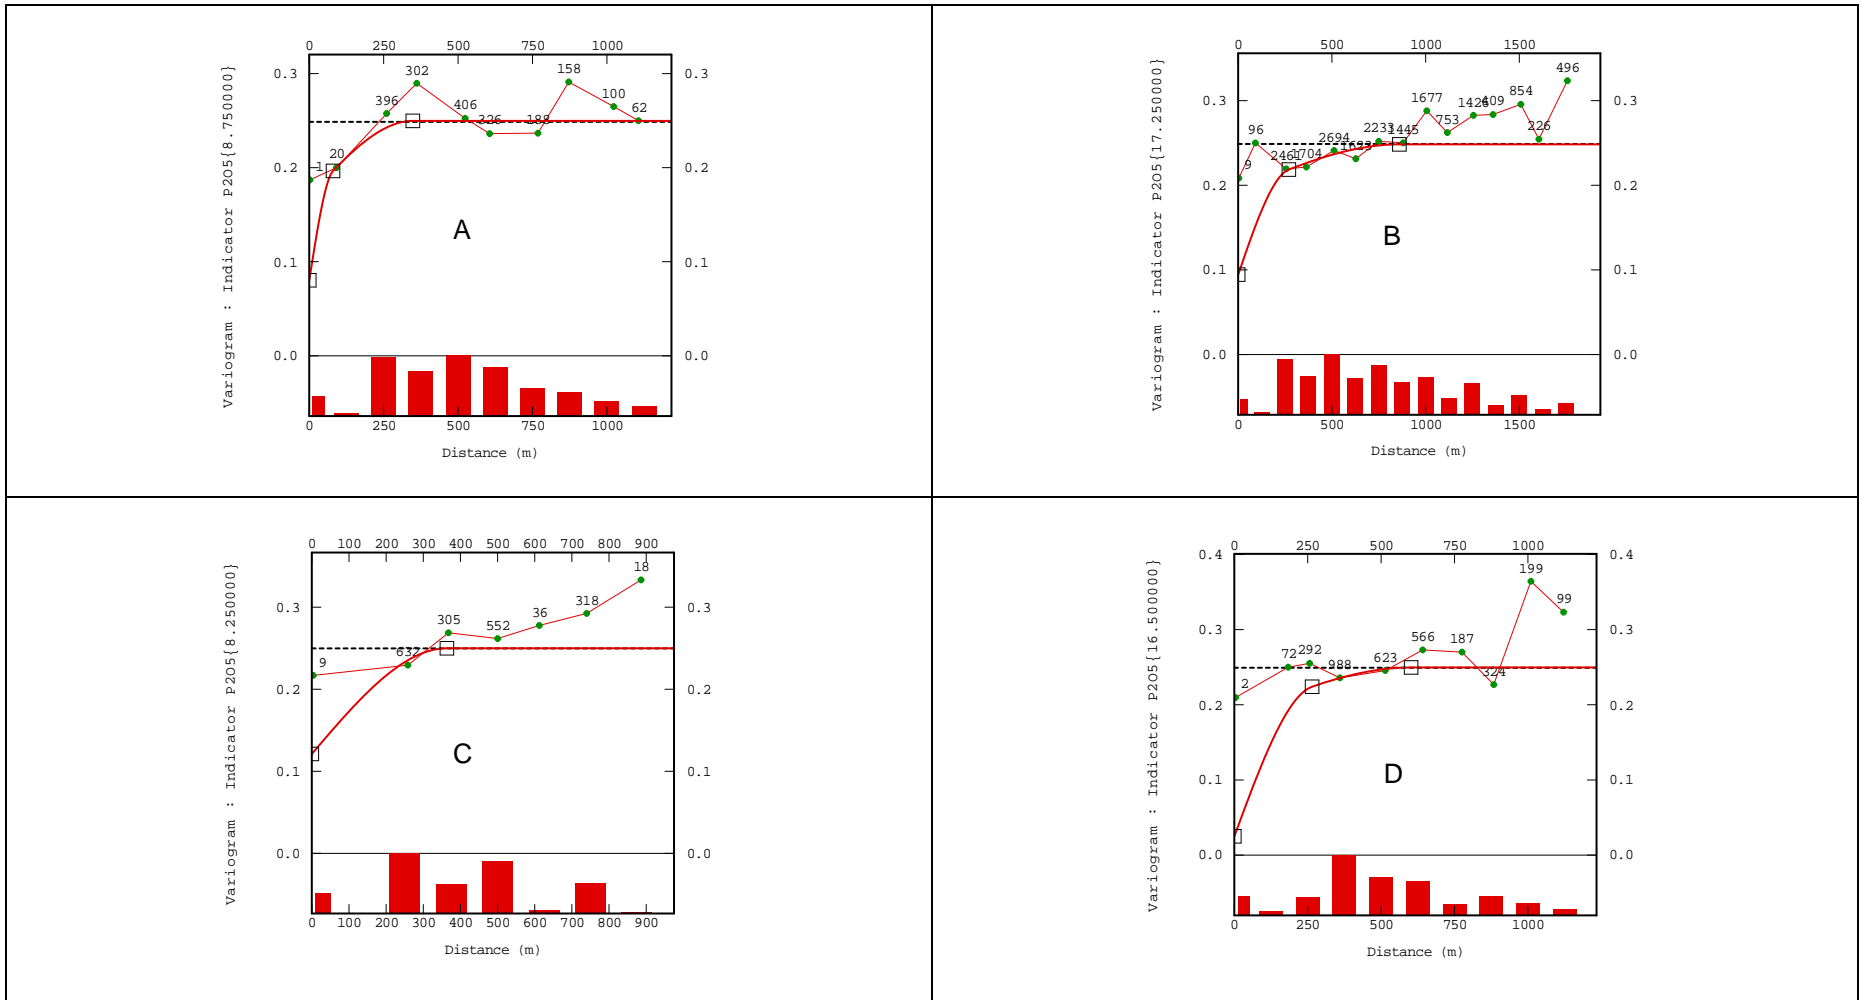 0 250 500 750 1000
Variogram : Indicator P2O5{8.750000}
0.3 0.3
0.2 0.2
0.1 0.1
0.0 0.0
1 20 396 302 406 326 188 158 100 62
A
0 250 500 750 1000
Distance (m)
0 500 1000 1500
Variogram : Indicator P2O5{17.250000}
0.3 0.3
0.2 0.2
0.1 0.1
0.0 0.0
9 96 2461 1704 2694 2233 1445 1677 753 854 226 496
B
0 500 1000 1500
Distance (m)
0 100 200 300 400 500 600 700 800 900
Variogram : Indicator P2O5{8.250000}
0.3 0.3
0.2 0.2
0.1 0.1
0.0 0.0
9 632 305 552 36 318 18
C
0 100 200 300 400 500 600 700 800 900
Distance (m)
0 250 500 750 1000
Variogram : Indicator P2O5{16.500000}
0.4 0.4
0.3 0.3
0.2 0.2
0.1 0.1
0.0 0.0
2 72 292 988 623 566 187 324 199 99
D
0 250 500 750 1000
Distance (m)